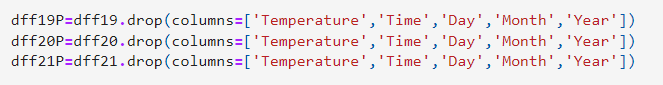 dff19P=dff19.drop(columns=['Temperature','Time','Day','Month','Year'])
dff20P=dff20.drop(columns=['Temperature','Time','Day','Month','Year'])
dff21P=dff21.drop(columns=['Temperature','Time','Day','Month','Year'])